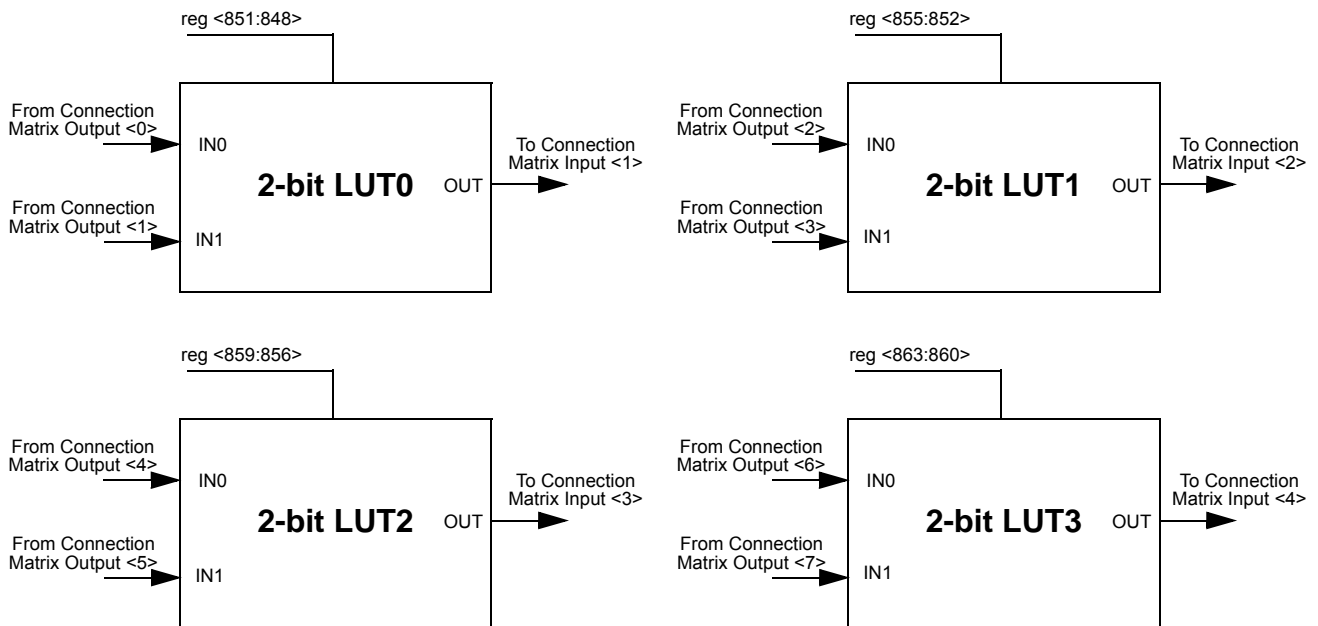 reg <851:848>
From Connection
Matrix Output <0>
IN0
2-bit LUT0
OUT
To Connection
Matrix Input <1>
From Connection
Matrix Output <1>
IN1
reg <855:852>
From Connection
Matrix Output <2>
IN0
2-bit LUT1
OUT
To Connection
Matrix Input <2>
From Connection
Matrix Output <3>
IN1
reg <859:856>
From Connection
Matrix Output <4>
IN0
2-bit LUT2
OUT
To Connection
Matrix Input <3>
From Connection
Matrix Output <5>
IN1
reg <863:860>
From Connection
Matrix Output <6>
IN0
2-bit LUT3
OUT
To Connection
Matrix Input <4>
From Connection
Matrix Output <7>
IN1